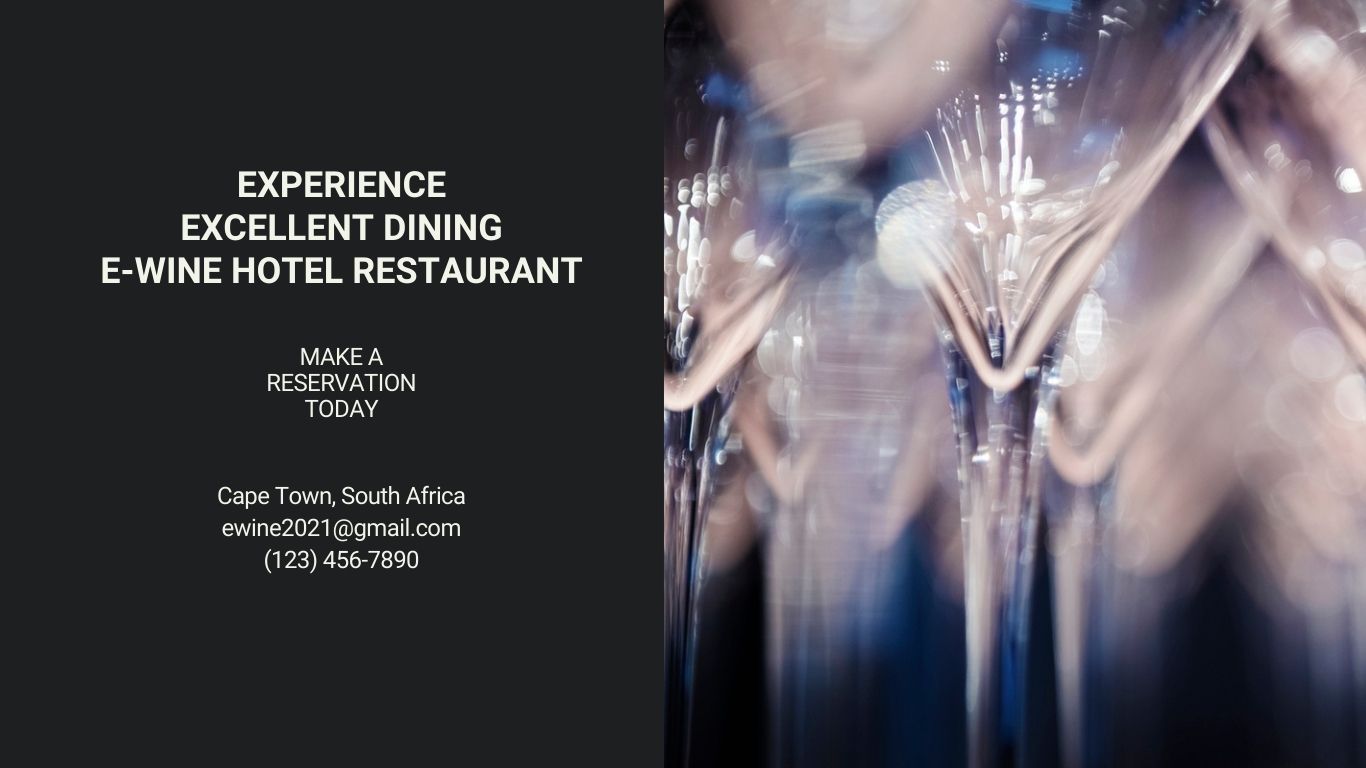 EXPERIENCE
EXCELLENT DINING
E-WINE HOTEL RESTAURANT
MAKE A
RESERVATION
TODAY
Cape Town, South Africa
ewine2021@gmail.com
(123) 456-7890